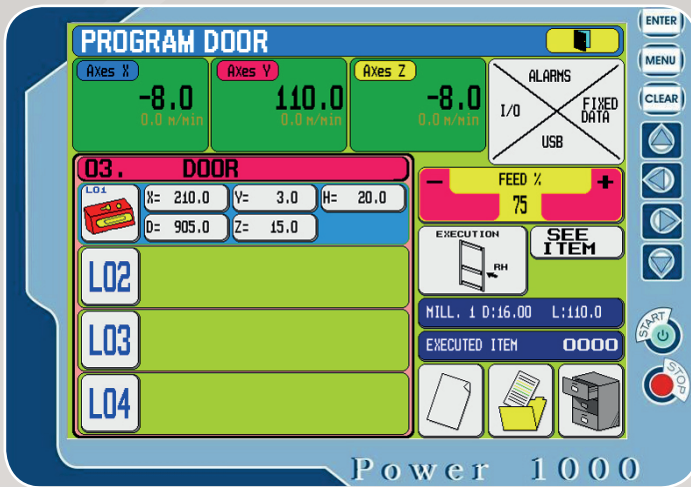 PROGRAM DOOR
Axes X
-8.0
0.0 m/min
Axes Y
110.0
0.0 m/min
Axes Z
-8.0
0.0 m/min
ALARMS
I/O
FIXED
DATA
USB
03. DOOR
L01
X= 210.0
Y= 3.0
H= 20.0
D= 905.0
Z= 15.0
L02
L03
L04
- FEED % +
75
EXECUTION
RH
SEE
ITEM
MILL. 1 D:16.00 L:110.0
EXECUTED ITEM 0000
ENTER
MENU
CLEAR
START
STOP
Power 1000